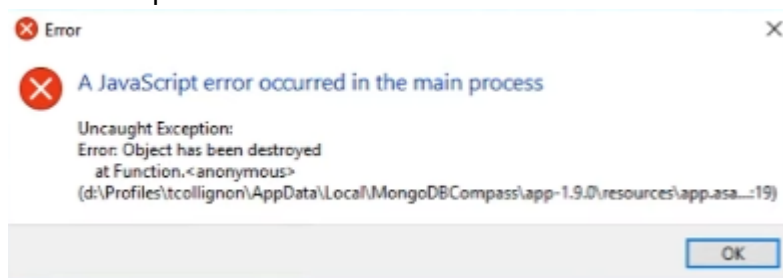 Error
A JavaScript error occurred in the main process
Uncaught Exception:
Error: Object has been destroyed
at Function.<anonymous>
(d:\Profiles\tcollignon\AppData\Local\MongoDBCompass\app-1.9.0\resources\app.asa...:19)
OK